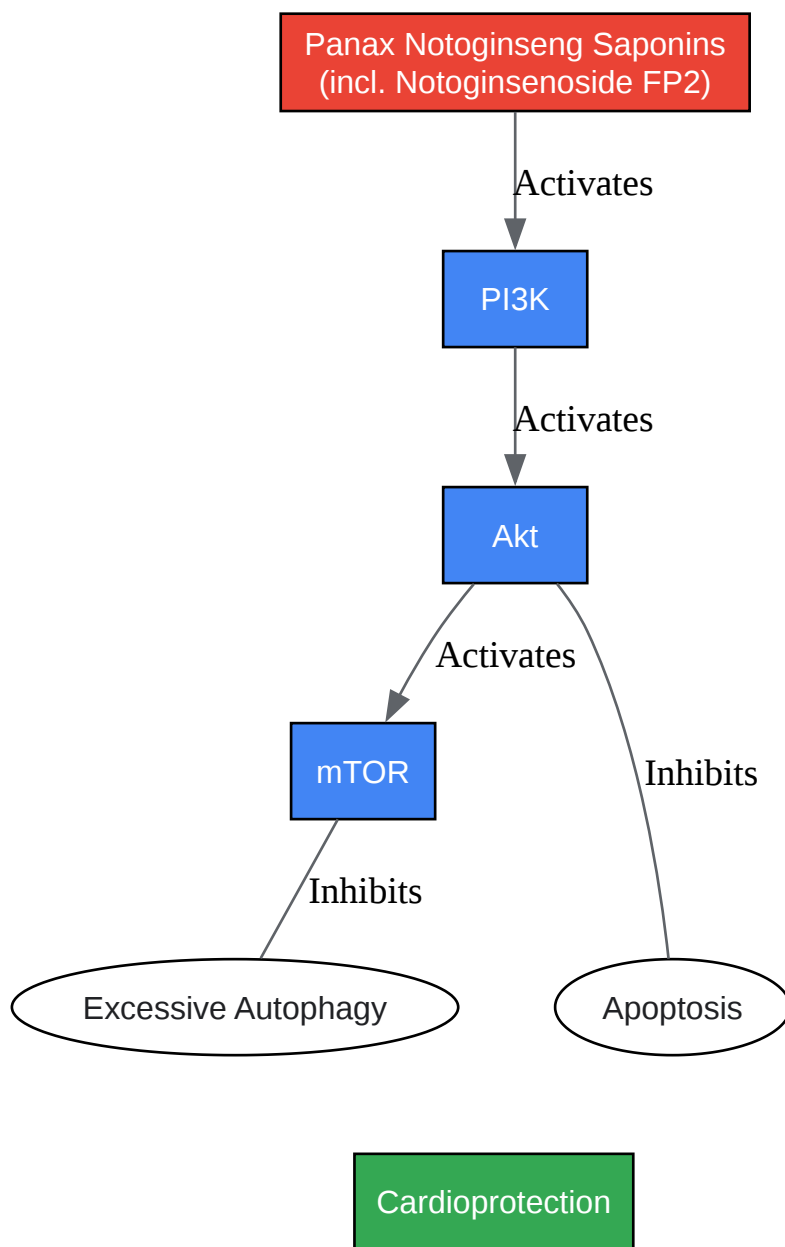 Panax Notoginseng Saponins
(incl. Notoginsenoside FP2)
Activates
PI3K
Activates
Akt
Activates
mTOR
Inhibits
Inhibits
Excessive Autophagy
Apoptosis
Cardioprotection